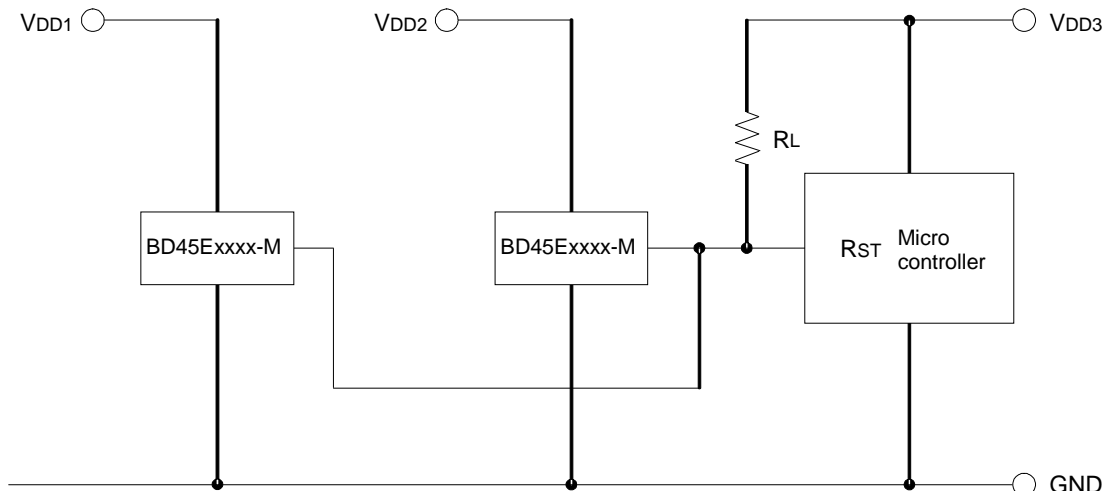 VDD1
VDD2
VDD3
RL
BD45Exxxx-M
BD45Exxxx-M
RST
Micro
controller
GND